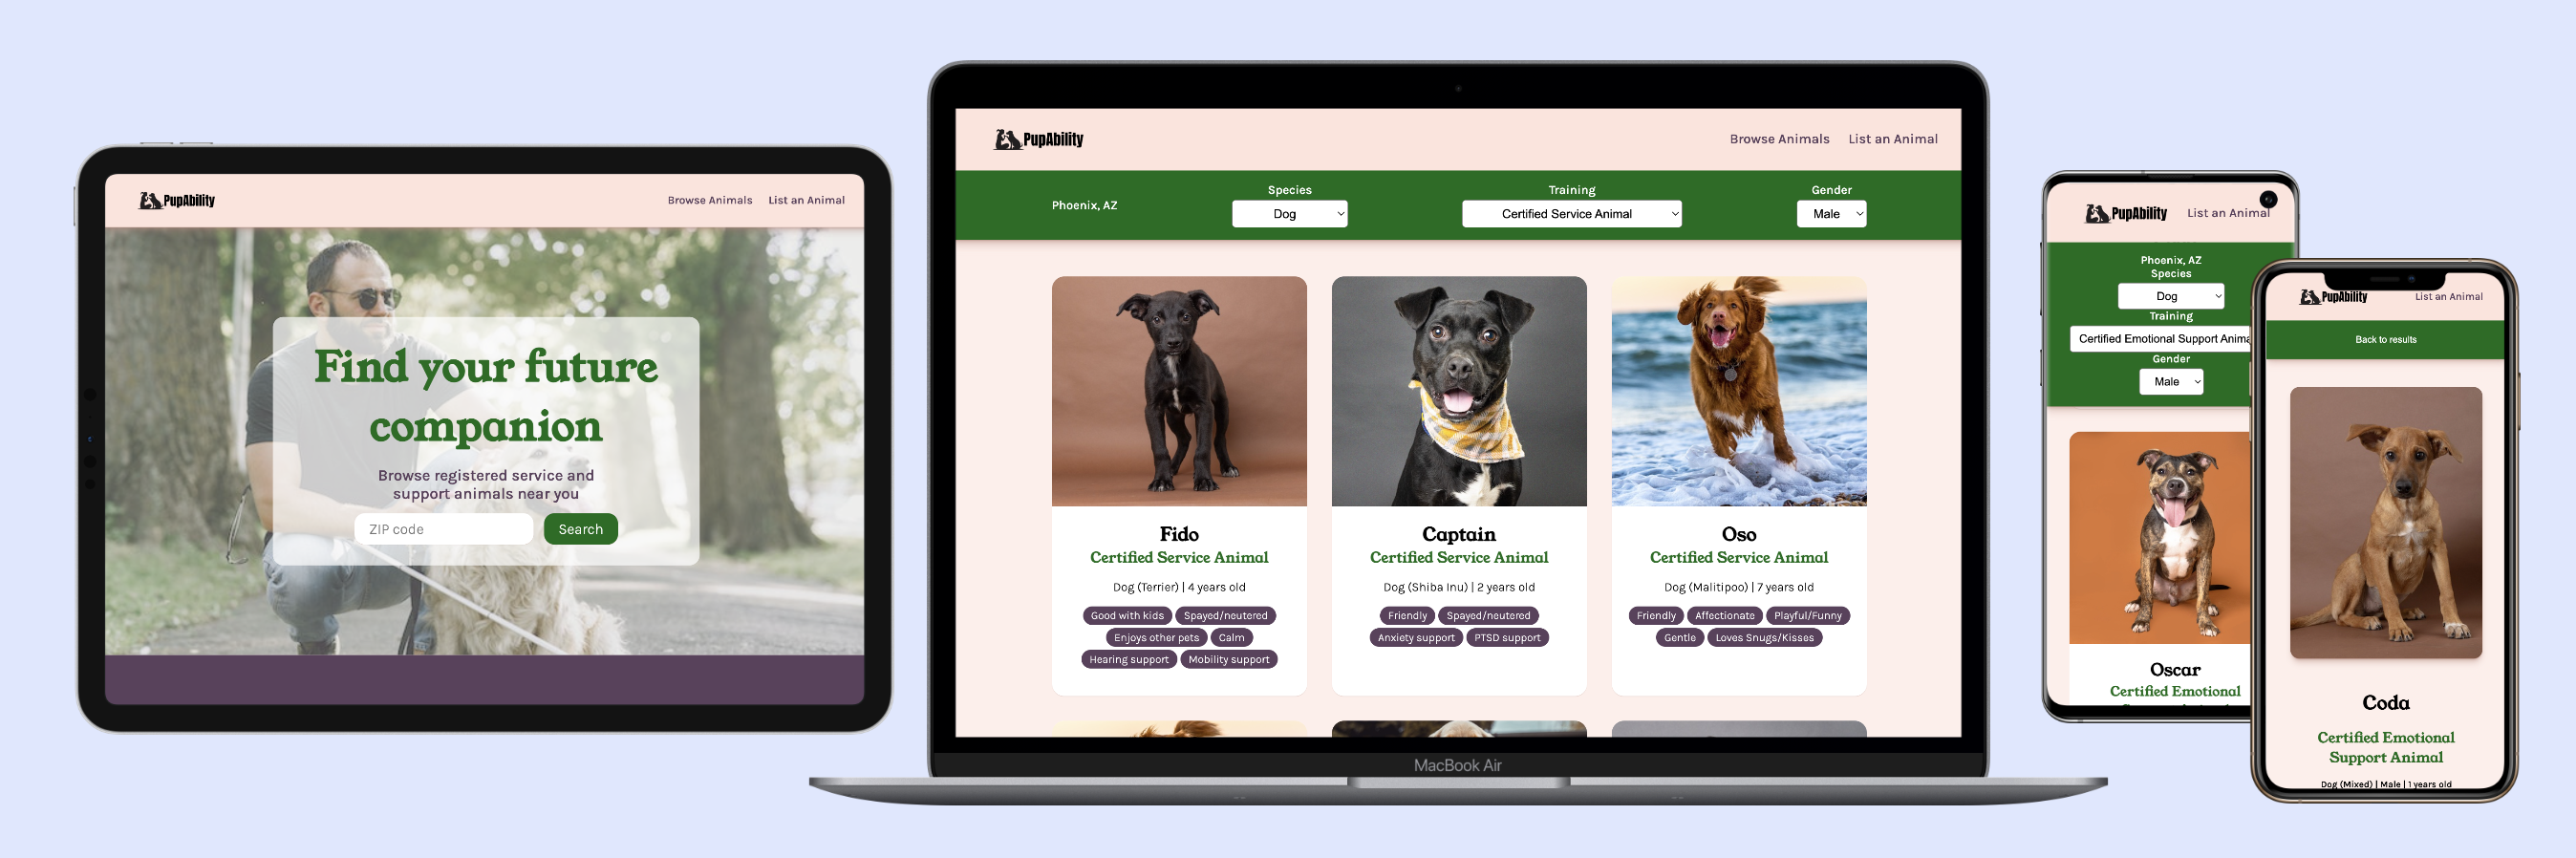 PupAbility
Browse Animals
List an Animal
Find your future
companion
Browse registered service and
support animals near you
ZIP code
Search
PupAbility
Browse Animals
List an Animal
Phoenix, AZ
Species
Dog
Training
Certified Service Animal
Gender
Male
Fido
Certified Service Animal
Dog (Terrier) | 4 years old
Good with kids
Spayed/neutered
Enjoys other pets
Calm
Hearing support
Mobility support
Captain
Certified Service Animal
Dog (Shiba Inu) | 2 years old
Friendly
Spayed/neutered
Anxiety support
PTSD support
Oso
Certified Service Animal
Dog (Malitipoo) | 7 years old
Friendly
Affectionate
Playful/Funny
Gentle
Loves Snugs/Kisses
MacBook Air
PupAbility
List an Animal
Phoenix, AZ
Species
Dog
Training
Certified Emotional Support
Gender
Male
Oscar
Certified Emotional
PupAbility
List an Animal
Back to results
Coda
Certified Emotional
Support Animal
Dog (Mixed) | Male | 1 years old